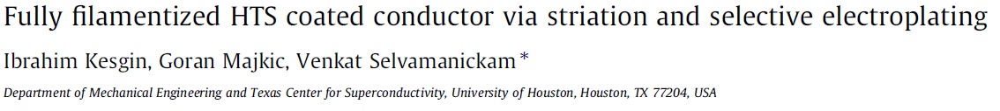 Fully filamentized HTS coated conductor via striation and selective electroplating
Ibrahim Kesgin, Goran Majkic, Venkat Selvamanickam*
Department of Mechanical Engineering and Texas Center for Superconductivity, University of Houston, Houston, TX 77204, USA